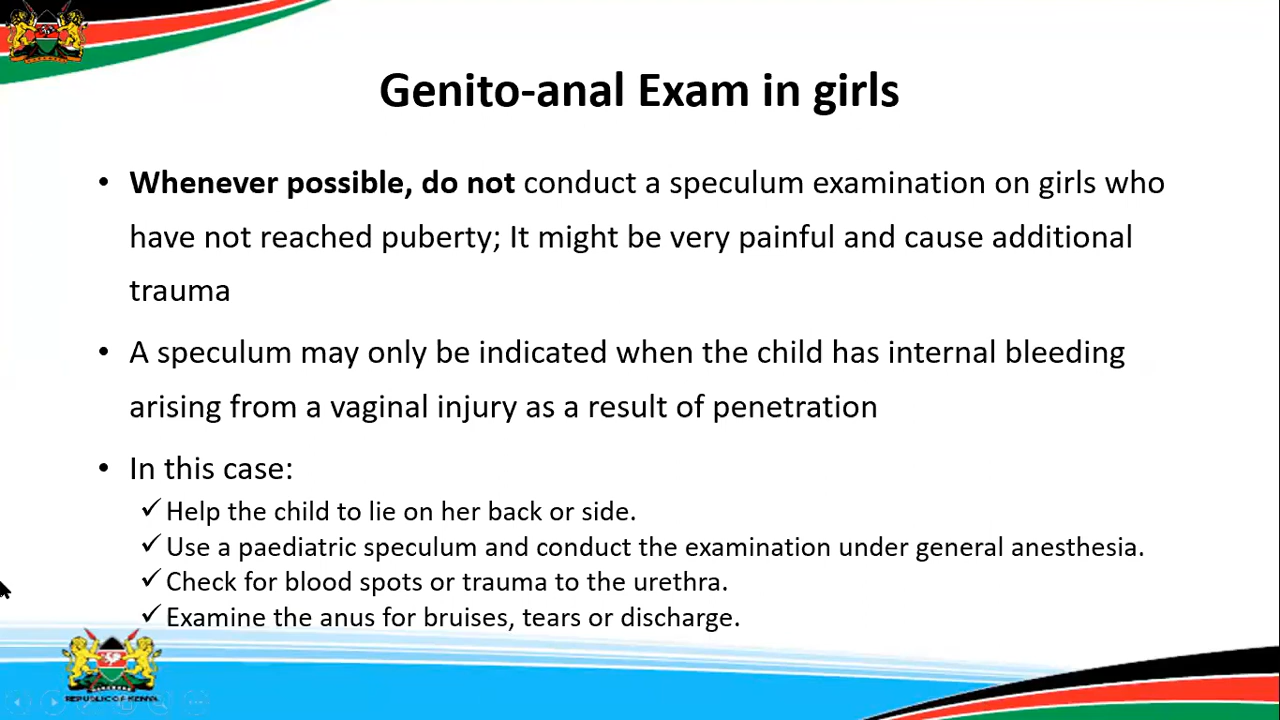 Genito-anal Exam in girls
• Whenever possible, do not conduct a speculum examination on girls who
have not reached puberty; It might be very painful and cause additional
trauma
• A speculum may only be indicated when the child has internal bleeding
arising from a vaginal injury as a result of penetration
• In this case:
✓ Help the child to lie on her back or side.
✓ Use a paediatric speculum and conduct the examination under general anesthesia.
✓ Check for blood spots or trauma to the urethra.
✓ Examine the anus for bruises, tears or discharge.
REPUBLIC OF KENYA